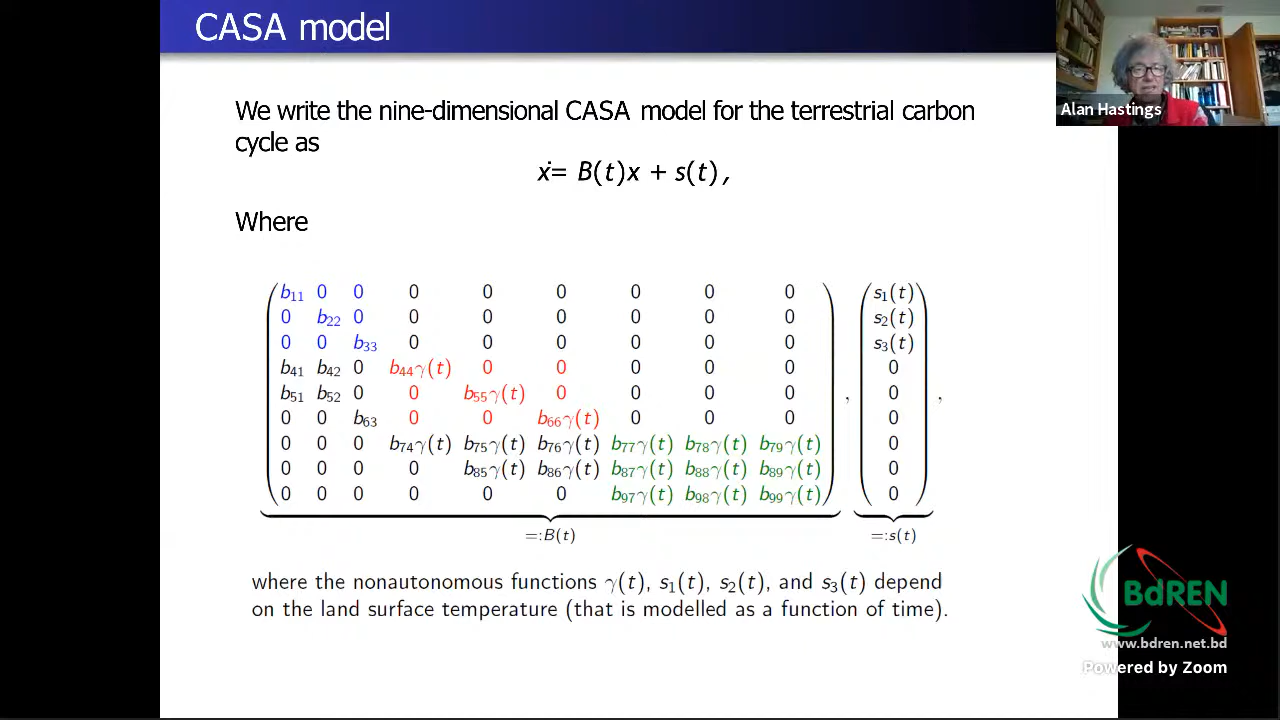 CASA model
Alan Hastings
We write the nine-dimensional CASA model for the terrestrial carbon
cycle as
ẋ= B(t)x + s(t),
Where
b₁₁ 0 0 0 0 0 0 0 0 s₁(t)
0 b₂₂ 0 0 0 0 0 0 0 s₂(t)
0 0 b₃₃ 0 0 0 0 0 0 s₃(t)
b₄₁ b₄₂ 0 b₄₄γ(t) 0 0 0 0 0 0
b₅₁ b₅₂ 0 0 b₅₅γ(t) 0 0 0 0 , 0 ,
0 0 b₆₃ 0 0 b₆₆γ(t) 0 0 0 0
0 0 0 b₇₄γ(t) b₇₅γ(t) b₇₆γ(t) b₇₇γ(t) b₇₈γ(t) b₇₉γ(t) 0
0 0 0 0 b₈₅γ(t) b₈₆γ(t) b₈₇γ(t) b₈₈γ(t) b₈₉γ(t) 0
0 0 0 0 0 0 b₉₇γ(t) b₉₈γ(t) b₉₉γ(t) 0
=:B(t) =:s(t)
where the nonautonomous functions γ(t), s₁(t), s₂(t), and s₃(t) depend
on the land surface temperature (that is modelled as a function of time).
BdREN
www.bdren.net.bd
Powered by Zoom